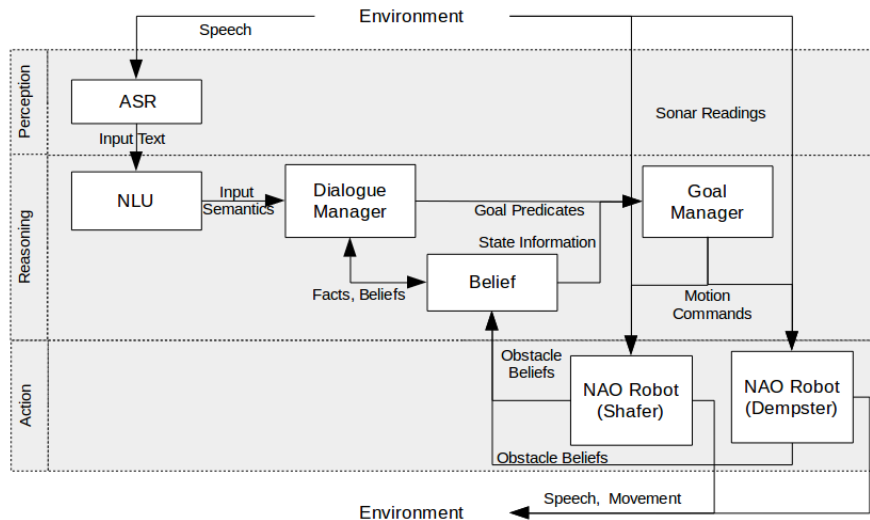 Environment
Speech
Perception
ASR
Sonar Readings
Input Text
Reasoning
NLU
Input
Semantics
Dialogue
Manager
Goal Predicates
Goal
Manager
State Information
Belief
Facts, Beliefs
Motion
Commands
Action
Obstacle
Beliefs
NAO Robot
(Shafer)
NAO Robot
(Dempster)
Obstacle Beliefs
Speech, Movement
Environment